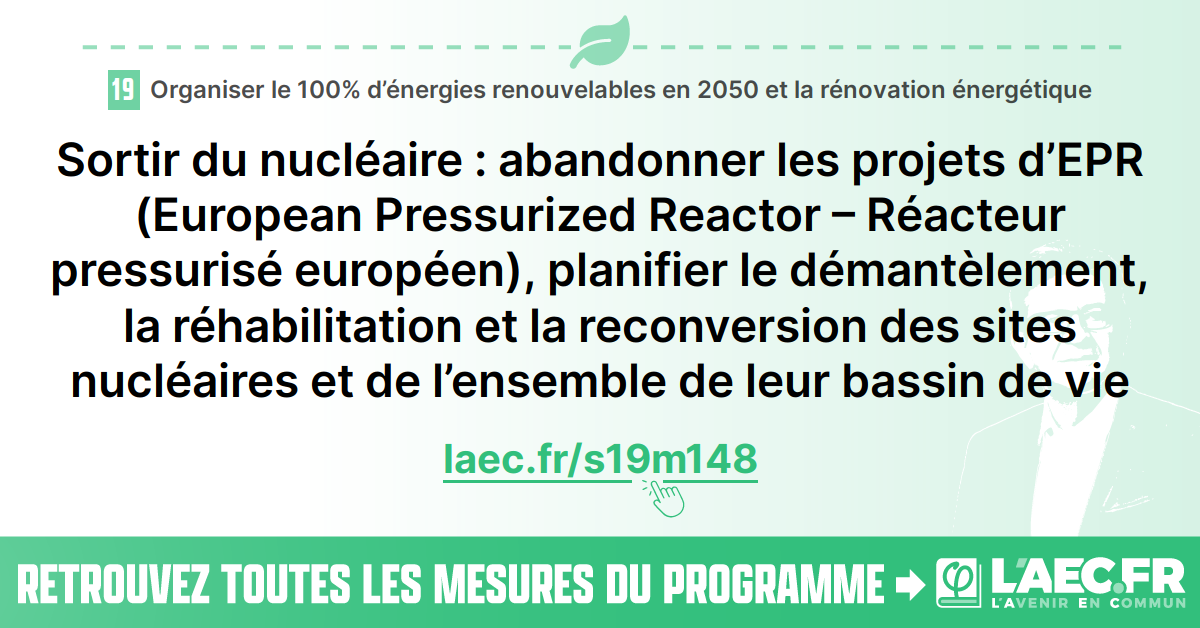 19 Organiser le 100% d’énergies renouvelables en 2050 et la rénovation énergétique
Sortir du nucléaire : abandonner les projets d’EPR
(European Pressurized Reactor – Réacteur
pressurisé européen), planifier le démantèlement,
la réhabilitation et la reconversion des sites
nucléaires et de l’ensemble de leur bassin de vie
laec.fr/s19m148
RETROUVEZ TOUTES LES MESURES DU PROGRAMME
φ L'AEC.FR
L'AVENIR EN COMMUN